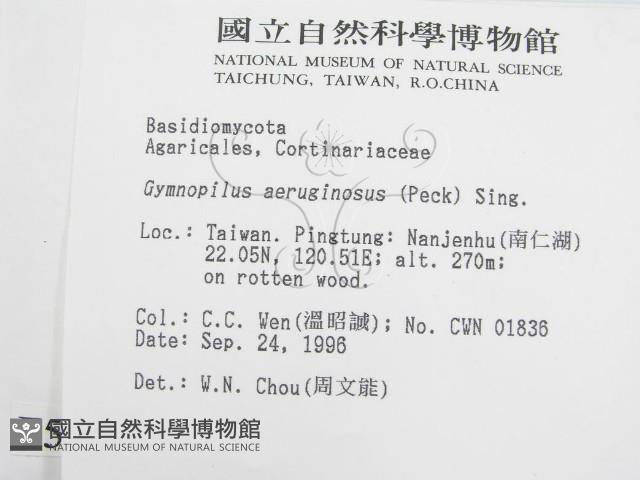 國立自然科學博物館
NATIONAL MUSEUM OF NATURAL SCIENCE
TAICHUNG, TAIWAN, R.O.CHINA
Basidiomycota
Agaricales, Cortinariaceae
Gymnopilus aeruginosus (Peck) Sing.
Loc.: Taiwan. Pingtung: Nanjenhu(南仁湖)
22.05N, 120.51E; alt. 270m;
on rotten wood.
Col.: C.C. Wen(溫昭誠); No. CWN 01836
Date: Sep. 24, 1996
Det.: W.N. Chou(周文能)
5
國立自然科學博物館
NATIONAL MUSEUM OF NATURAL SCIENCE